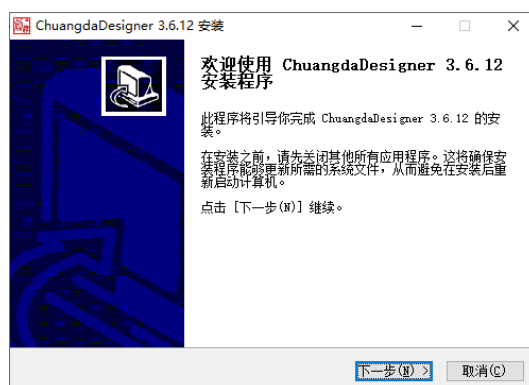 ChuangdaDesigner 3.6.12 安装
欢迎使用 ChuangdaDesigner 3.6.12
安装程序
此程序将引导你完成 ChuangdaDesigner 3.6.12 的安
装。
在安装之前，请先关闭其他所有应用程序。这将确保安
装程序能够更新所需的系统文件，从而避免在安装后重
新启动计算机。
点击 [下一步(N)] 继续。
下一步(N) >
取消(C)